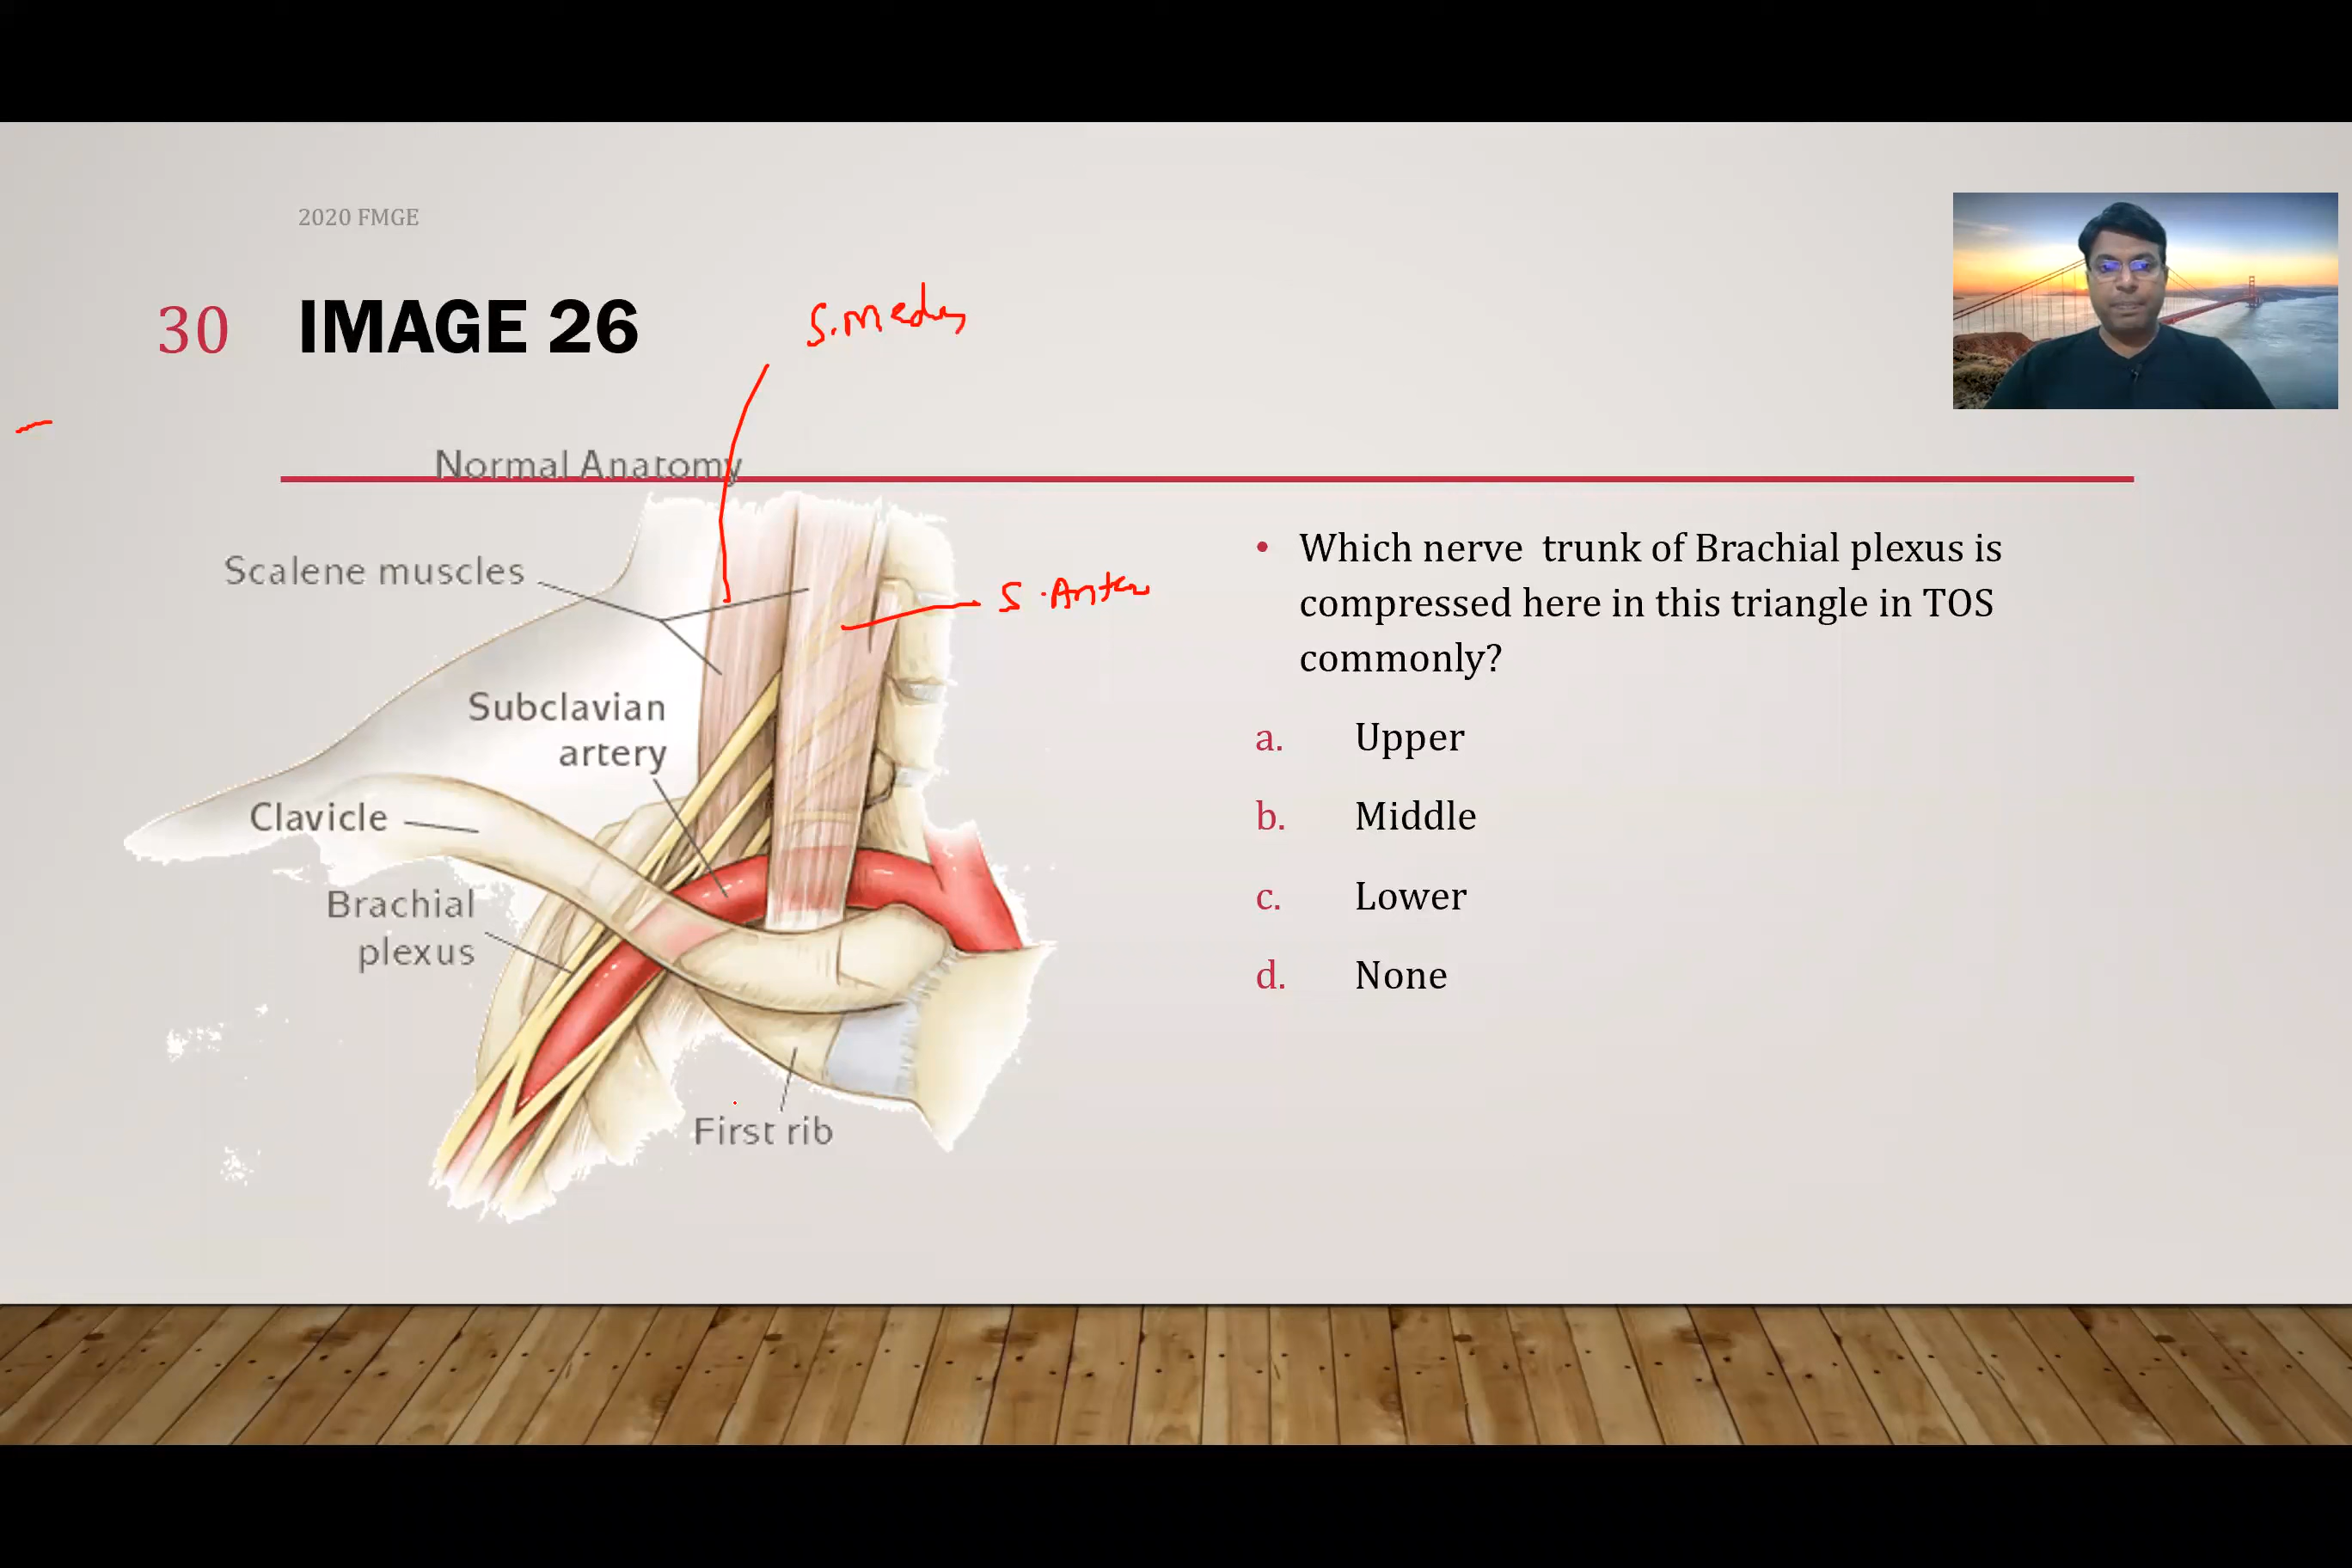 2020 FMGE
30 IMAGE 26
S. Medus
Normal Anatomy
Scalene muscles
S. Anter
Subclavian
artery
Clavicle
Brachial
plexus
First rib
• Which nerve trunk of Brachial plexus is
compressed here in this triangle in TOS
commonly?
a. Upper
b. Middle
c. Lower
d. None